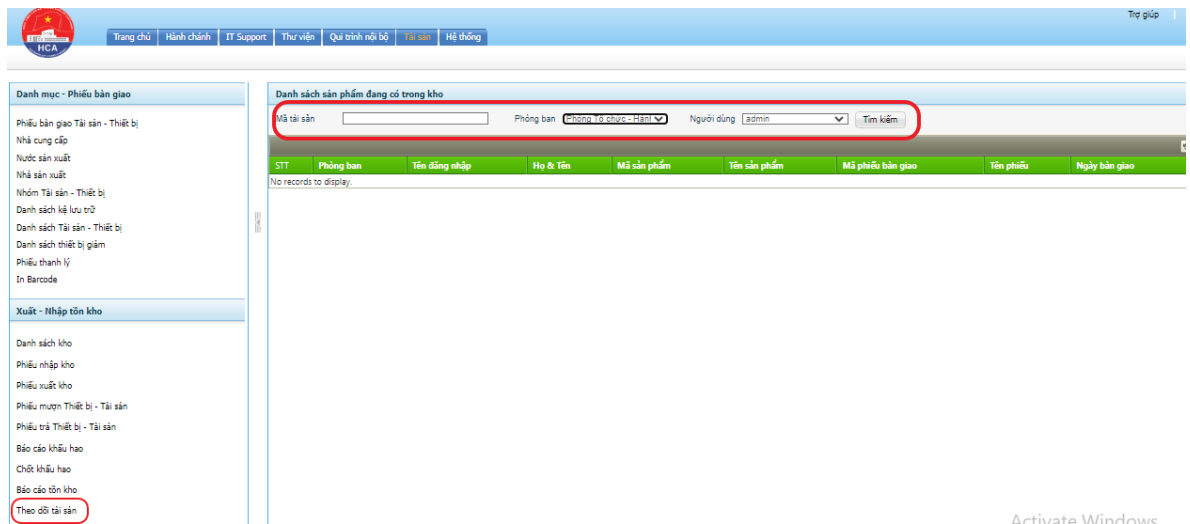 Trợ giúp
HCA
Trang chủ Hành chánh IT Support Thư viện Qui trình nội bộ Tài sản Hệ thống
Danh mục - Phiếu bàn giao
Phiếu bàn giao Tài sản - Thiết bị
Nhà cung cấp
Nước sản xuất
Nhà sản xuất
Nhóm Tài sản - Thiết bị
Danh sách kệ lưu trữ
Danh sách Tài sản - Thiết bị
Danh sách thiết bị giảm
Phiếu thanh lý
In Barcode
Xuất - Nhập tồn kho
Danh sách kho
Phiếu nhập kho
Phiếu xuất kho
Phiếu mượn Thiết bị - Tài sản
Phiếu trả Thiết bị - Tài sản
Báo cáo khấu hao
Chốt khấu hao
Báo cáo tồn kho
Theo dõi tài sản
Danh sách sản phẩm đang có trong kho
Mã tài sản Phòng ban Phòng Tổ chức - Hànl Người dùng admin Tìm kiếm
STT Phòng ban Tên đăng nhập Họ & Tên Mã sản phẩm Tên sản phẩm Mã phiếu bàn giao Tên phiếu Ngày bàn giao
No records to display.
Activate Windows